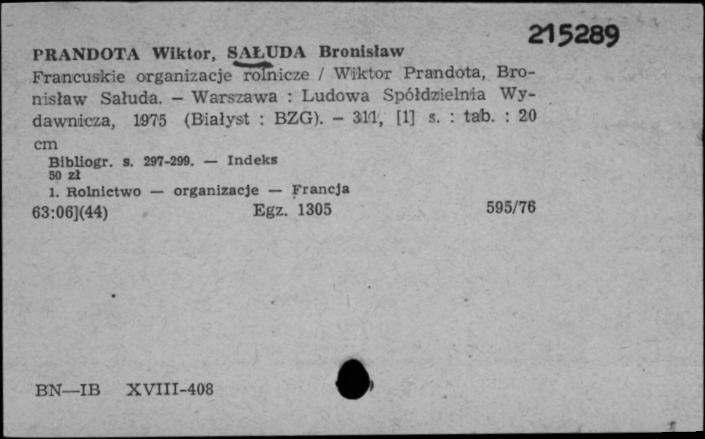 215289
PRANDOTA Wiktor, SAŁUDA Bronisław
Francuskie organizacje rolnicze / Wiktor Prandota, Bro-
nisław Sałuda. — Warszawa : Ludowa Spółdzielnia Wy-
dawnicza, 1975 (Białyst : BZG). — 311, [1] s. : tab. : 20
cm
Bibliogr. s. 297-299. — Indeks
50 zł
1. Rolnictwo — organizacje — Francja
63:06](44) Egz. 1305 595/76
BN—IB XVIII-408